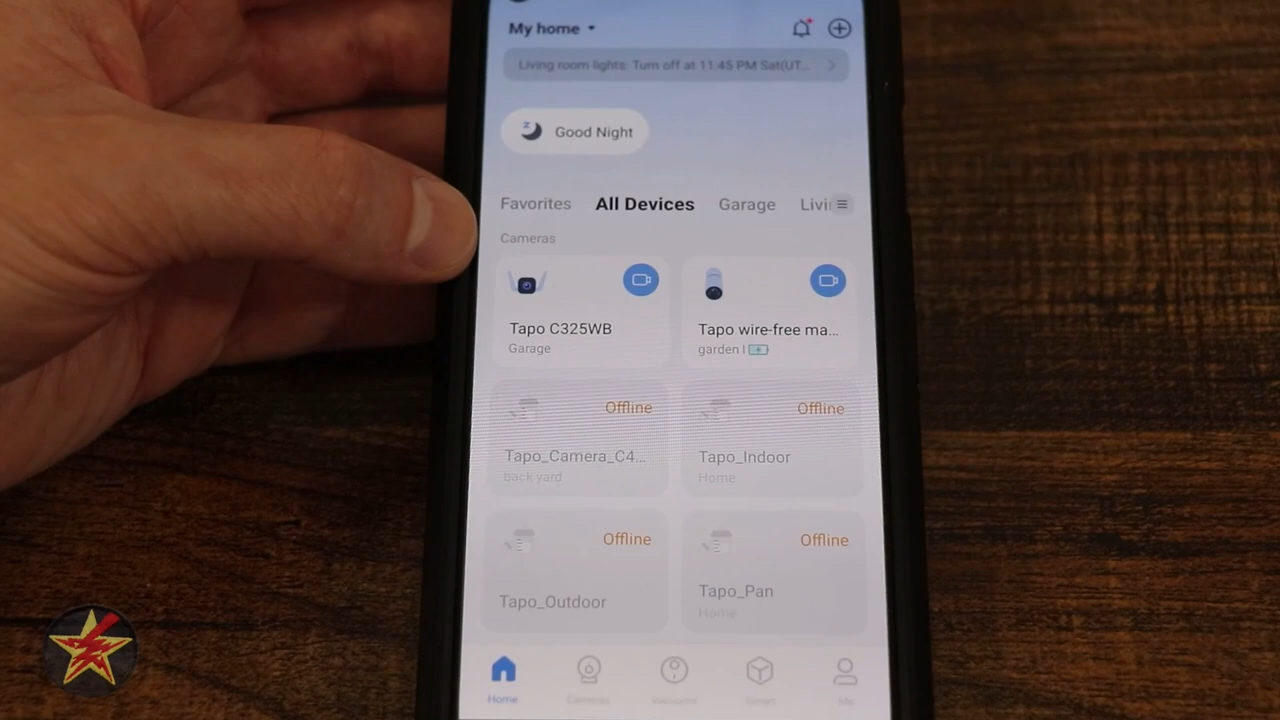 My home
Living room lights: Turn off at 11:45 PM Sat(UT...
z
Good Night
Favorites All Devices Garage Livi
Cameras
Tapo C325WB
Garage
Tapo wire-free ma...
garden |
Offline
Tapo_Camera_C4...
back yard
Offline
Tapo_Indoor
Home
Offline
Tapo_Outdoor
Offline
Tapo_Pan
Home
Home Cameras Vacuums Smart Me